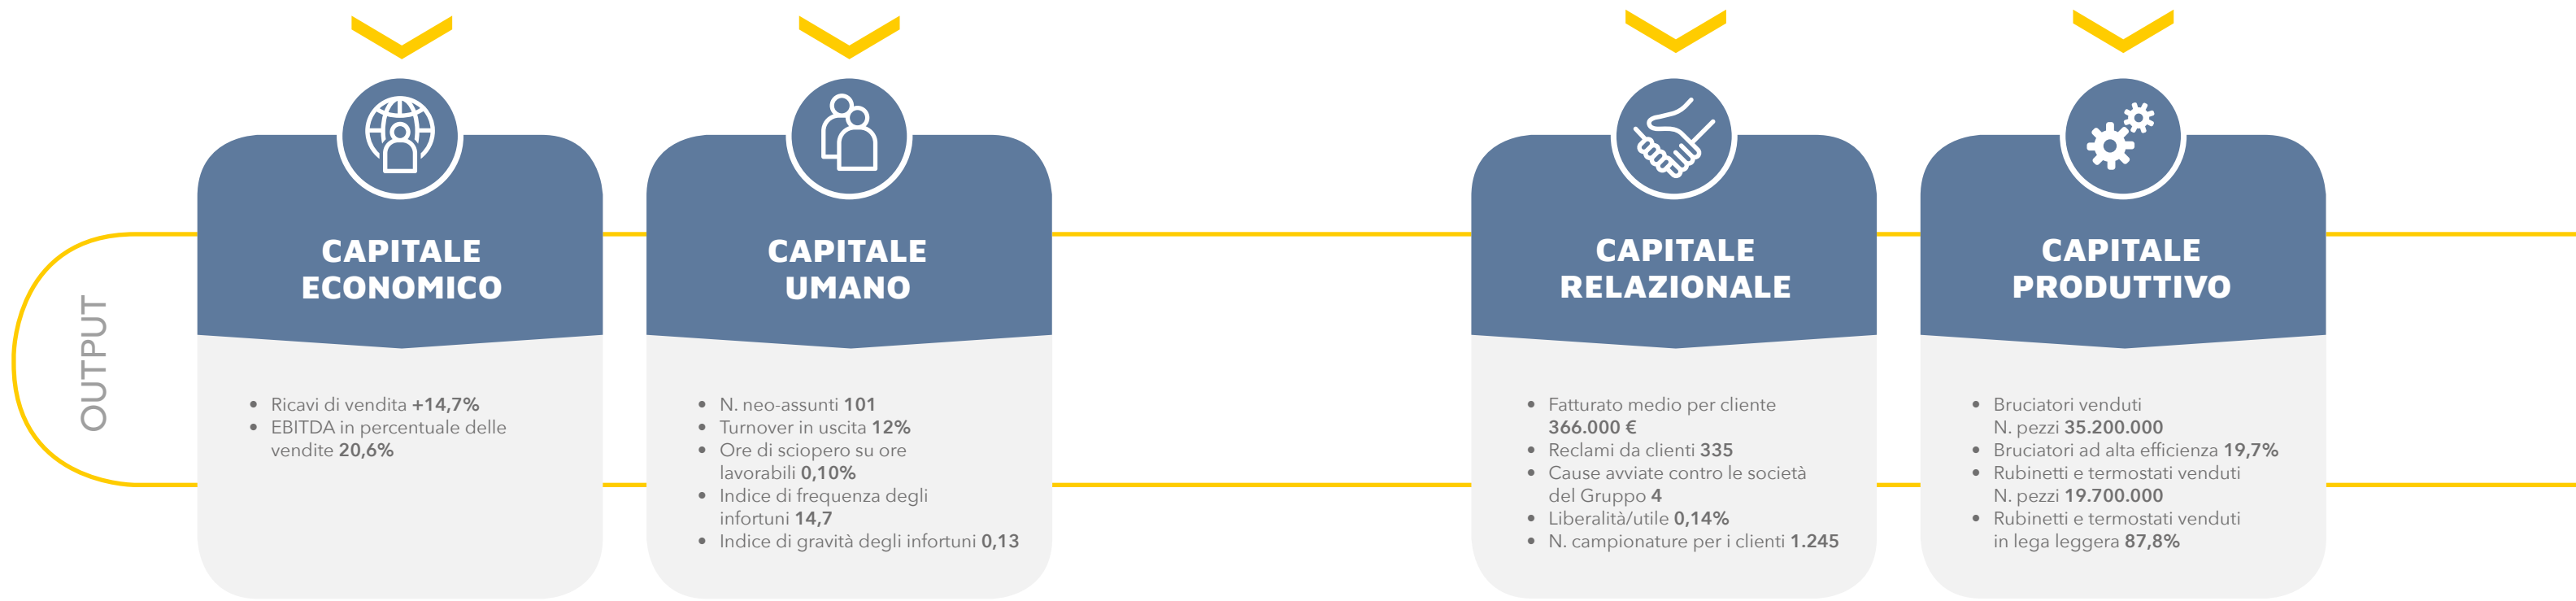 OUTPUT
CAPITALE
ECONOMICO
• Ricavi di vendita +14,7%
• EBITDA in percentuale delle
vendite 20,6%
CAPITALE
UMANO
• N. neo-assunti 101
• Turnover in uscita 12%
• Ore di sciopero su ore
lavorabili 0,10%
• Indice di frequenza degli
infortuni 14,7
• Indice di gravità degli infortuni 0,13
CAPITALE
RELAZIONALE
• Fatturato medio per cliente
366.000 €
• Reclami da clienti 335
• Cause avviate contro le società
del Gruppo 4
• Liberalità/utile 0,14%
• N. campionature per i clienti 1.245
CAPITALE
PRODUTTIVO
• Bruciatori venduti
N. pezzi 35.200.000
• Bruciatori ad alta efficienza 19,7%
• Rubinetti e termostati venduti
N. pezzi 19.700.000
• Rubinetti e termostati venduti
in lega leggera 87,8%